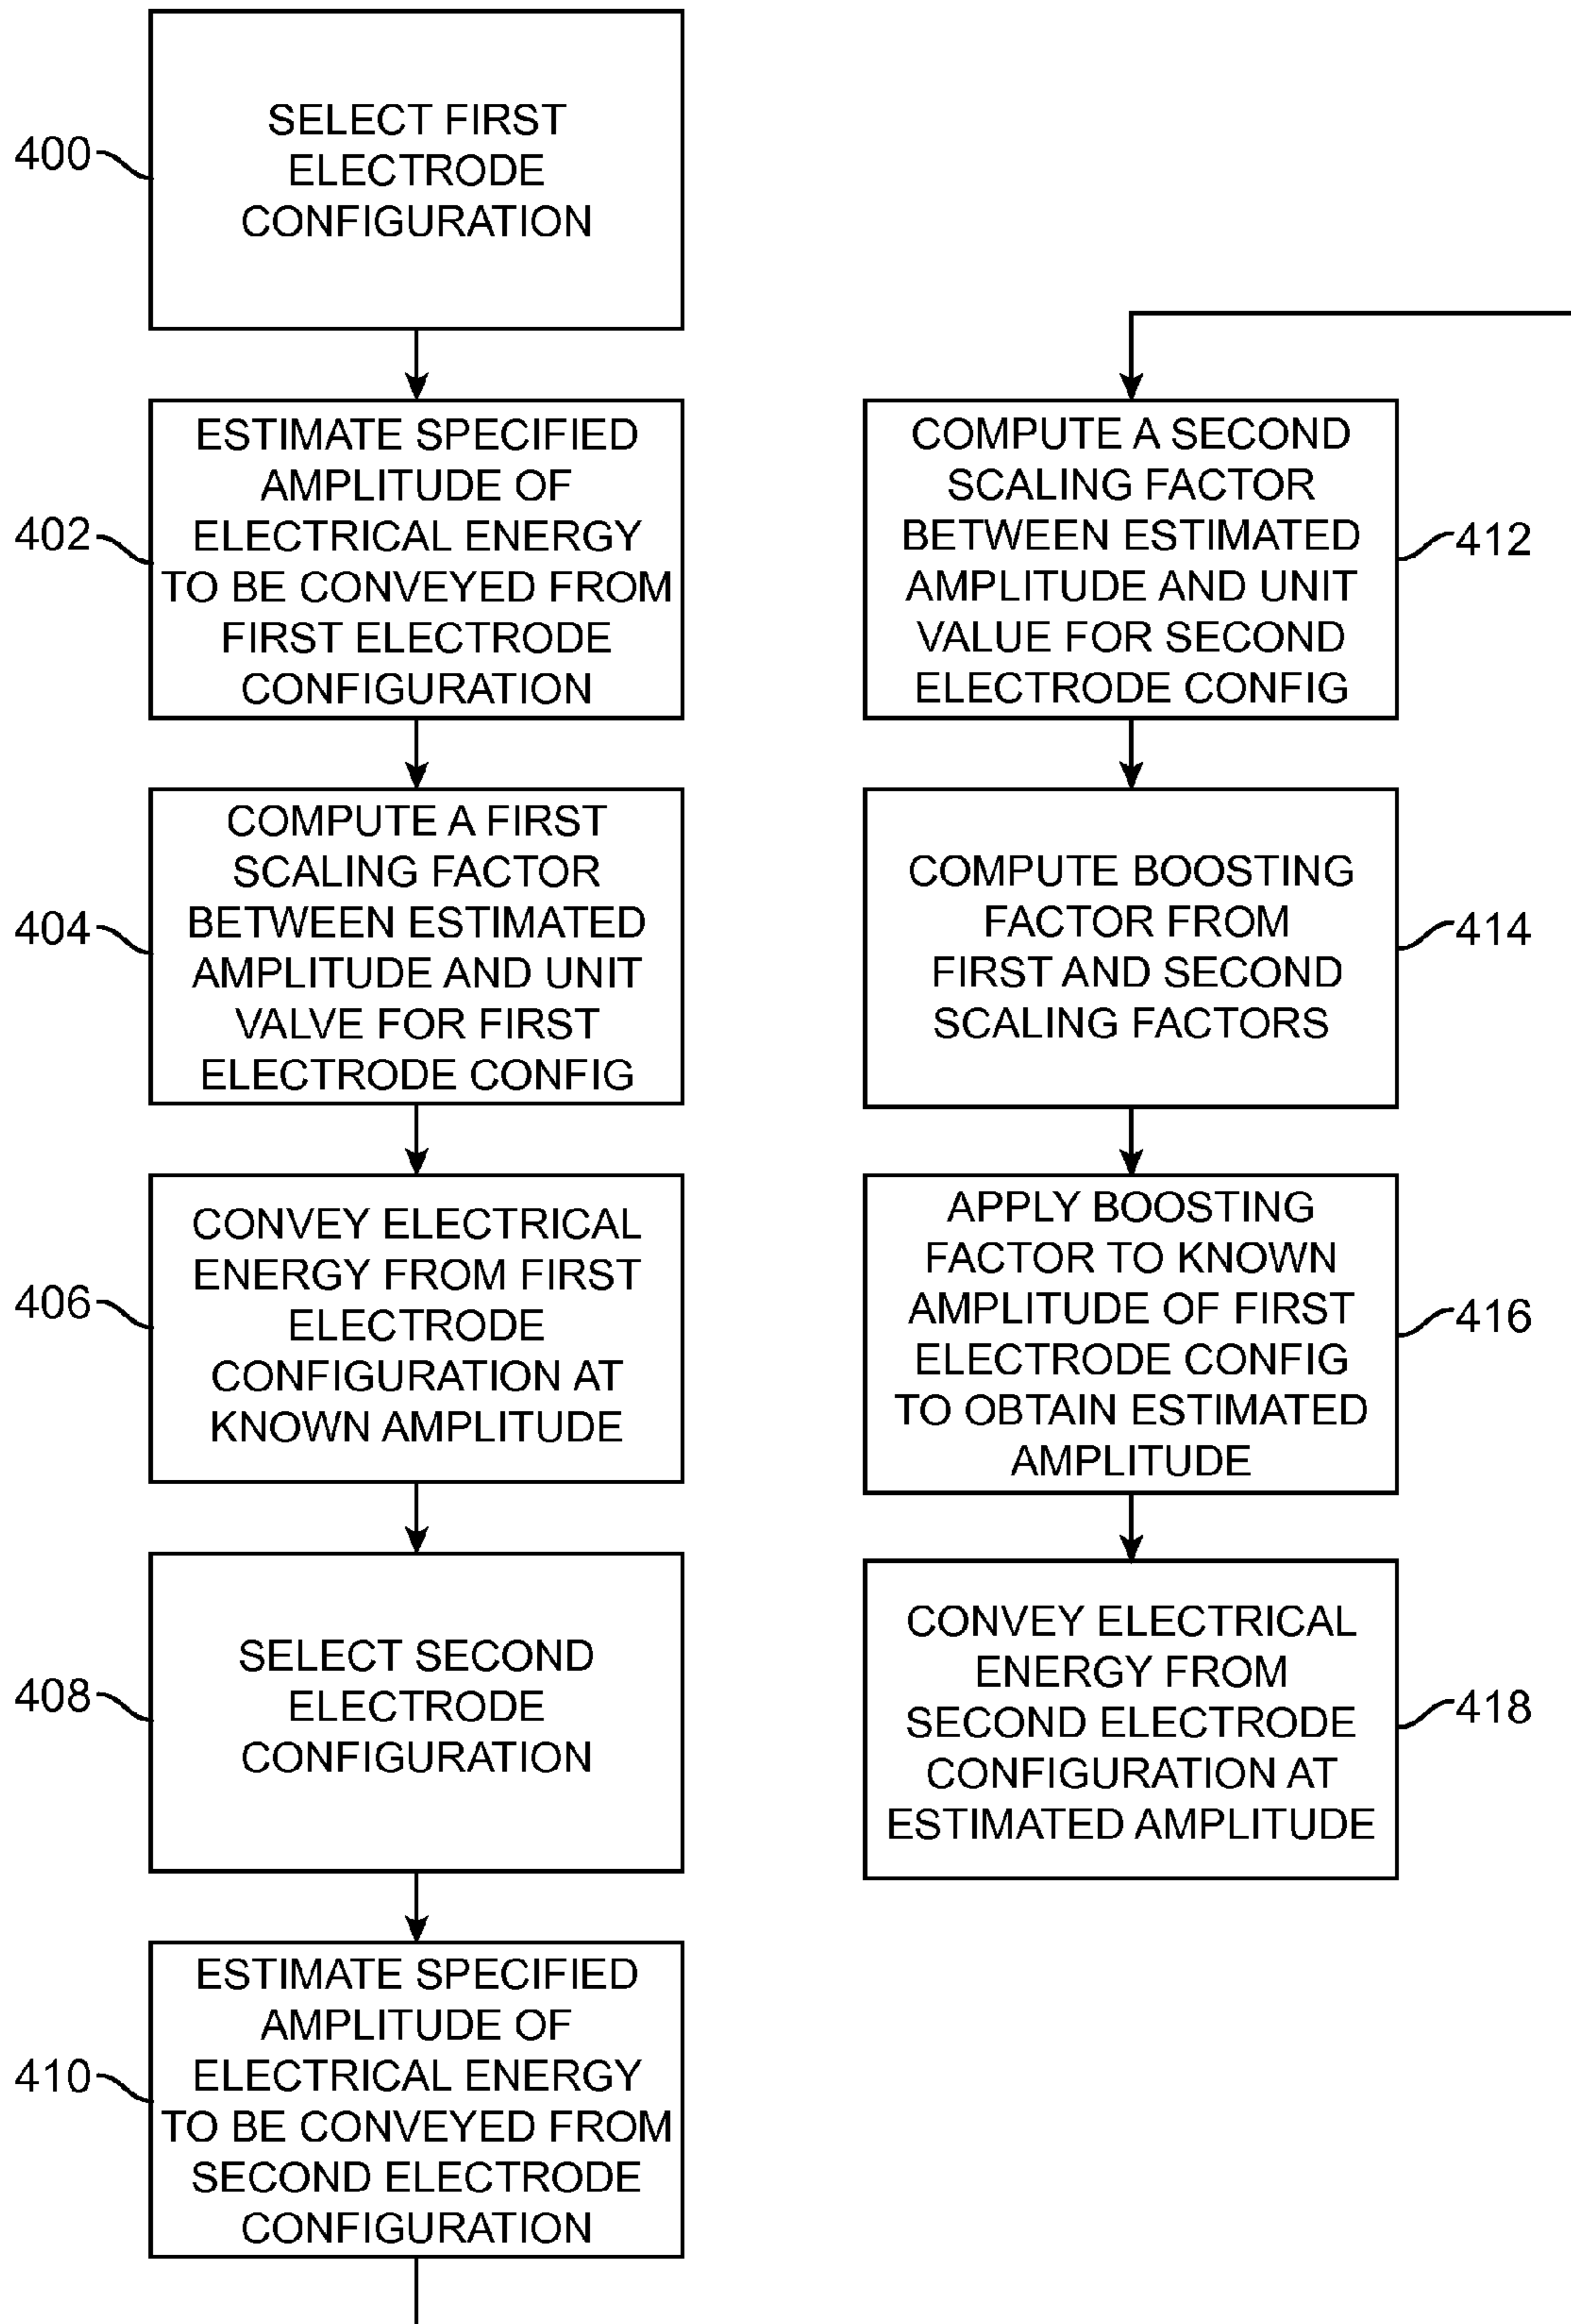 400
SELECT FIRST
ELECTRODE
CONFIGURATION
402
ESTIMATE SPECIFIED
AMPLITUDE OF
ELECTRICAL ENERGY
TO BE CONVEYED FROM
FIRST ELECTRODE
CONFIGURATION
404
COMPUTE A FIRST
SCALING FACTOR
BETWEEN ESTIMATED
AMPLITUDE AND UNIT
VALVE FOR FIRST
ELECTRODE CONFIG
406
CONVEY ELECTRICAL
ENERGY FROM FIRST
ELECTRODE
CONFIGURATION AT
KNOWN AMPLITUDE
408
SELECT SECOND
ELECTRODE
CONFIGURATION
410
ESTIMATE SPECIFIED
AMPLITUDE OF
ELECTRICAL ENERGY
TO BE CONVEYED FROM
SECOND ELECTRODE
CONFIGURATION
COMPUTE A SECOND
SCALING FACTOR
BETWEEN ESTIMATED
AMPLITUDE AND UNIT
VALUE FOR SECOND
ELECTRODE CONFIG
412
COMPUTE BOOSTING
FACTOR FROM
FIRST AND SECOND
SCALING FACTORS
414
APPLY BOOSTING
FACTOR TO KNOWN
AMPLITUDE OF FIRST
ELECTRODE CONFIG
TO OBTAIN ESTIMATED
AMPLITUDE
416
CONVEY ELECTRICAL
ENERGY FROM
SECOND ELECTRODE
CONFIGURATION AT
ESTIMATED AMPLITUDE
418